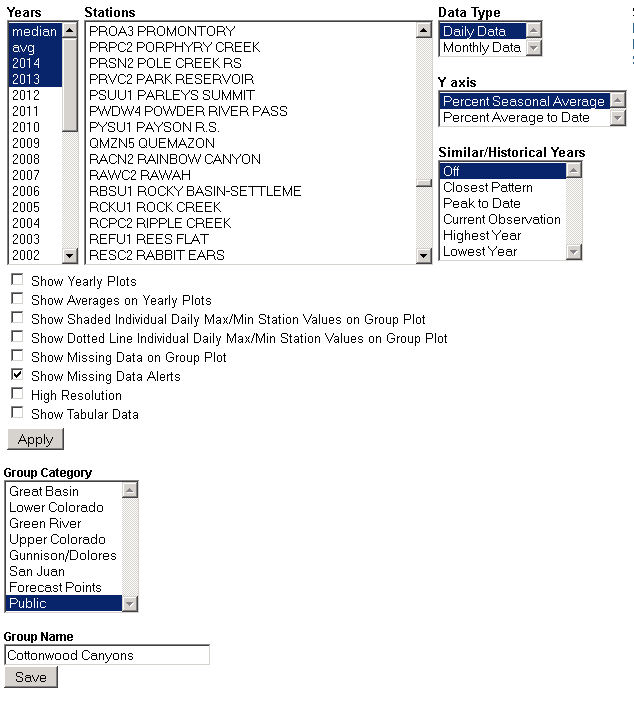 Years
median
avg
2014
2013
2012
2011
2010
2009
2008
2007
2006
2005
2004
2003
2002
Stations
PROA3 PROMONTORY
PRPC2 PORPHYRY CREEK
PRSN2 POLE CREEK RS
PRVC2 PARK RESERVOIR
PSUU1 PARLEYS SUMMIT
PWDW4 POWDER RIVER PASS
PYSU1 PAYSON R.S.
QMZN5 QUEMAZON
RACN2 RAINBOW CANYON
RAWC2 RAWAH
RBSU1 ROCKY BASIN-SETTLEME
RCKU1 ROCK CREEK
RCPC2 RIPPLE CREEK
REFU1 REES FLAT
RESC2 RABBIT EARS
Data Type
Daily Data
Monthly Data
Y axis
Percent Seasonal Average
Percent Average to Date
Similar/Historical Years
Off
Closest Pattern
Peak to Date
Current Observation
Highest Year
Lowest Year
Show Yearly Plots
Show Averages on Yearly Plots
Show Shaded Individual Daily Max/Min Station Values on Group Plot
Show Dotted Line Individual Daily Max/Min Station Values on Group Plot
Show Missing Data on Group Plot
Show Missing Data Alerts
High Resolution
Show Tabular Data
Apply
Group Category
Great Basin
Lower Colorado
Green River
Upper Colorado
Gunnison/Dolores
San Juan
Forecast Points
Public
Group Name
Cottonwood Canyons
Save